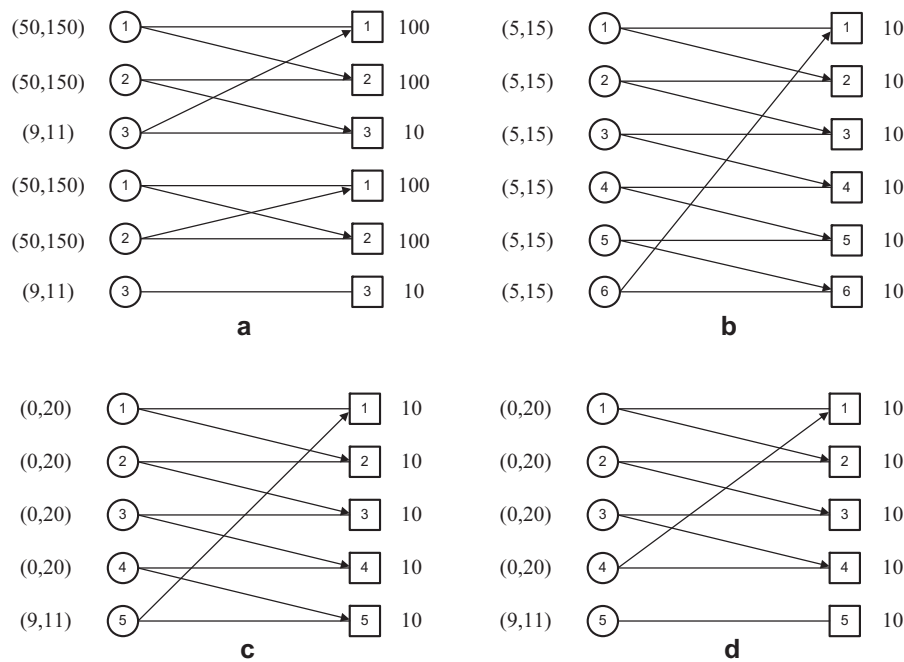 (50,150) 1 1 100
(50,150) 2 2 100
(9,11) 3 3 10
(50,150) 1 1 100
(50,150) 2 2 100
(9,11) 3 3 10
a
(5,15) 1 1 10
(5,15) 2 2 10
(5,15) 3 3 10
(5,15) 4 4 10
(5,15) 5 5 10
(5,15) 6 6 10
b
(0,20) 1 1 10
(0,20) 2 2 10
(0,20) 3 3 10
(0,20) 4 4 10
(9,11) 5 5 10
c
(0,20) 1 1 10
(0,20) 2 2 10
(0,20) 3 3 10
(0,20) 4 4 10
(9,11) 5 5 10
d